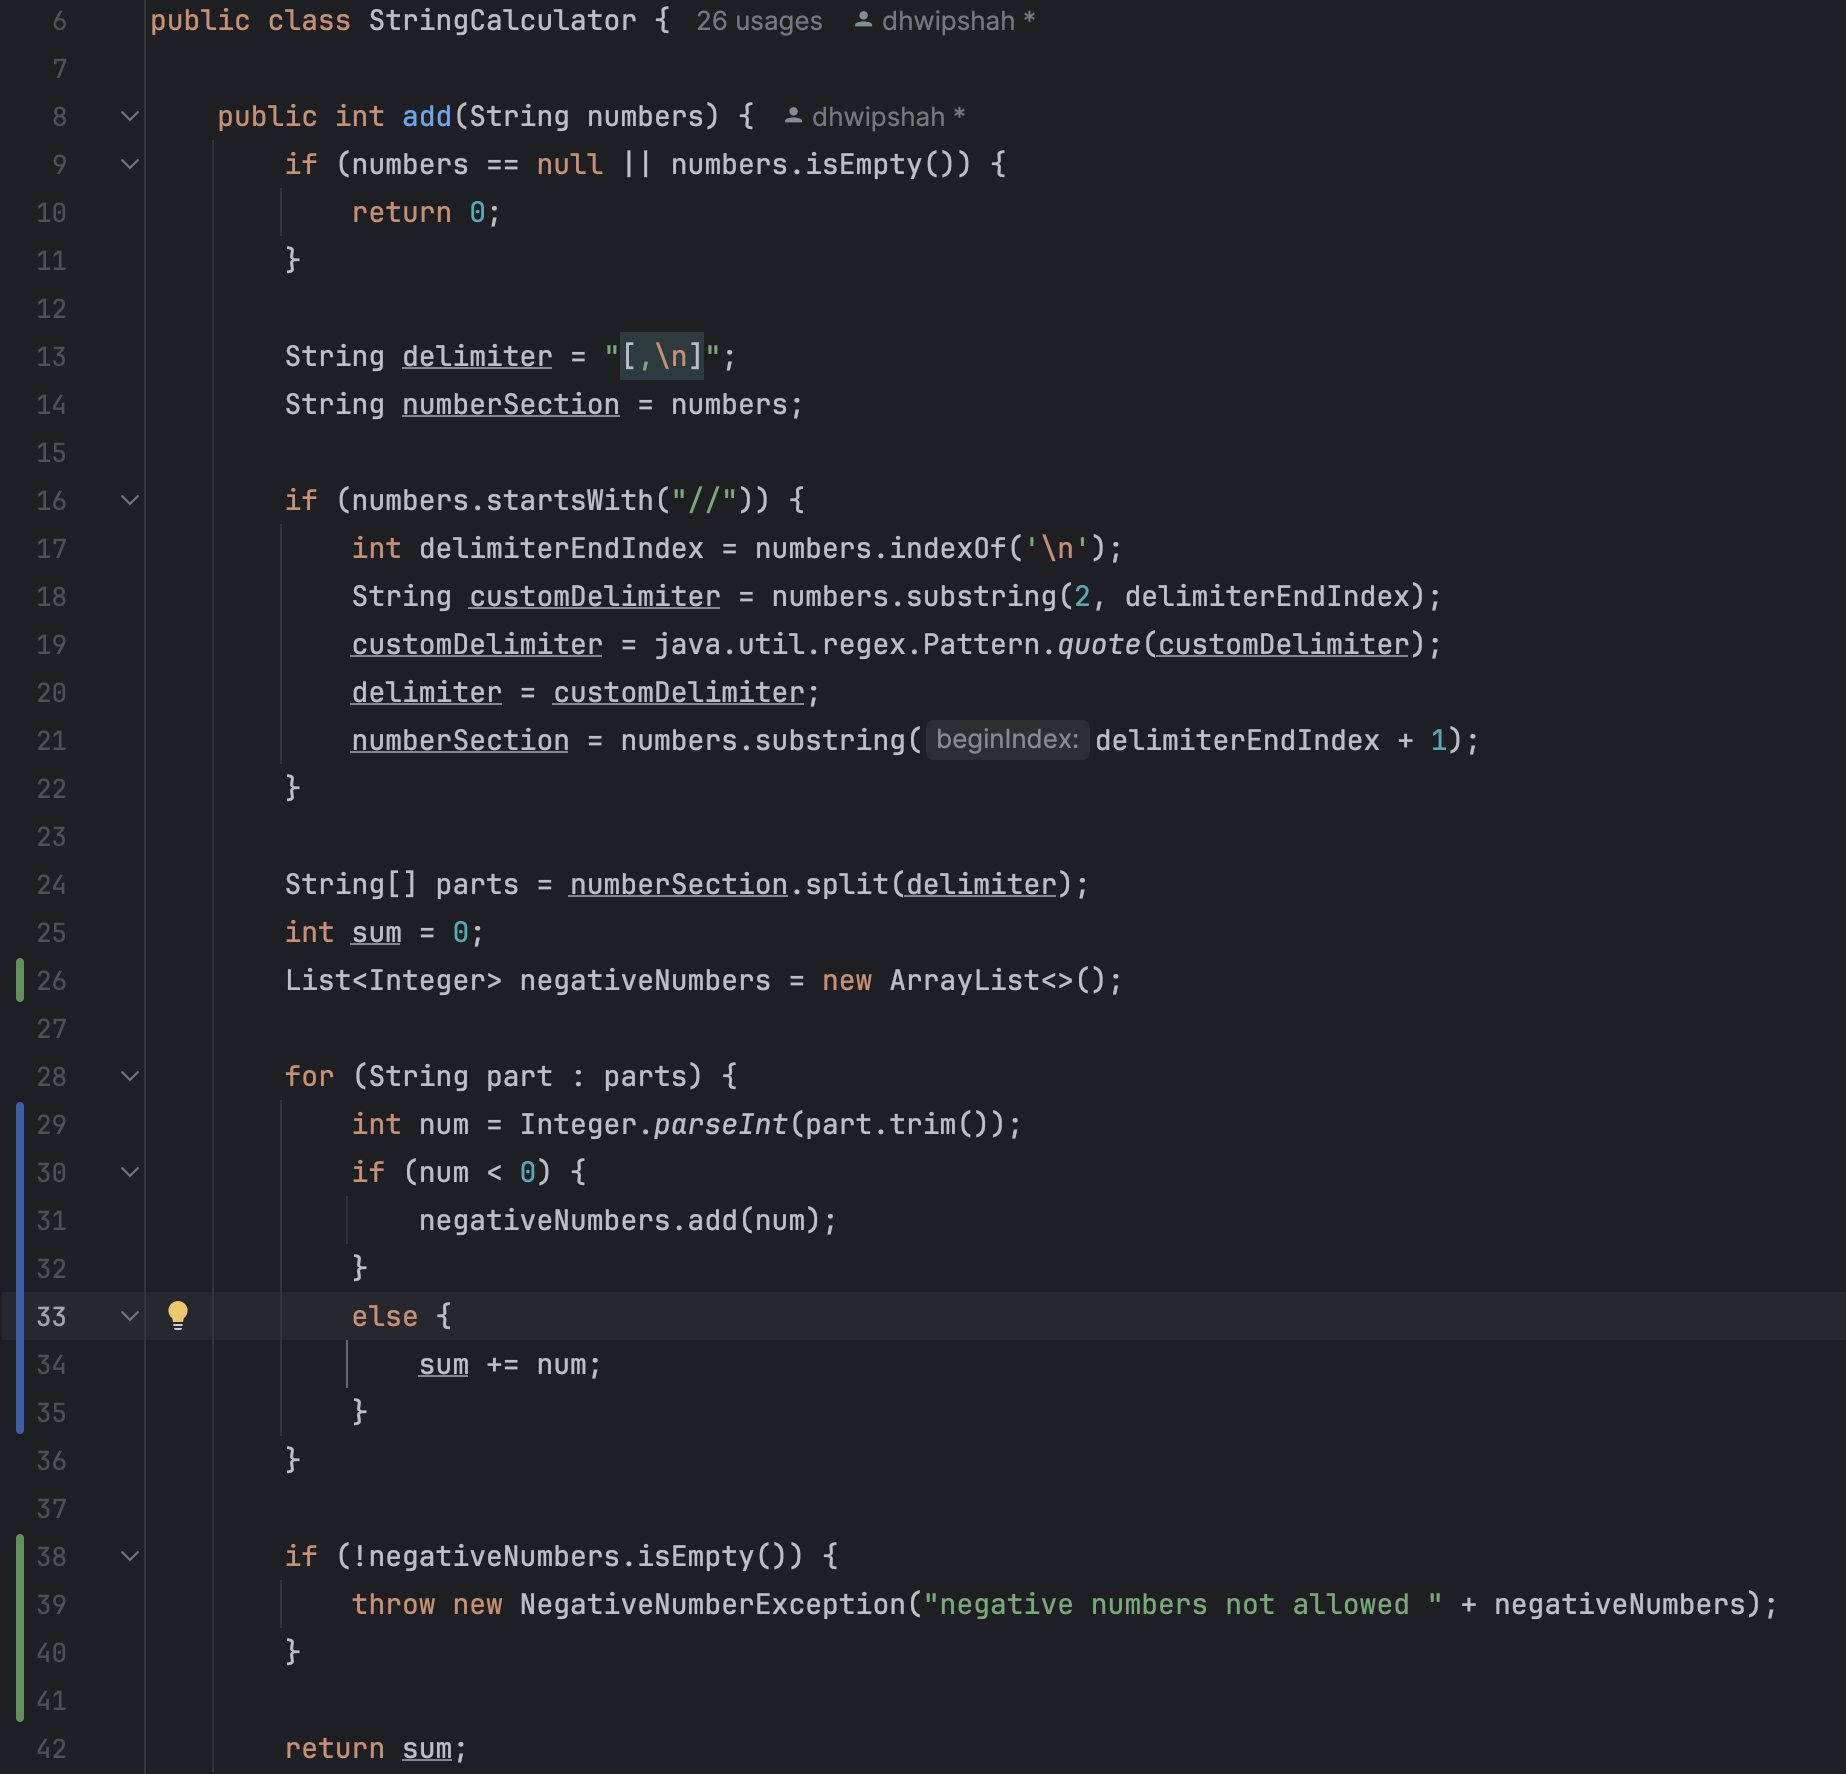 6 public class StringCalculator { 26 usages dhwipshah *
7
8 public int add(String numbers) { dhwipshah *
9 if (numbers == null || numbers.isEmpty()) {
10 return 0;
11 }
12
13 String delimiter = "[,\n]";
14 String numberSection = numbers;
15
16 if (numbers.startsWith("//")) {
17 int delimiterEndIndex = numbers.indexOf('\n');
18 String customDelimiter = numbers.substring(2, delimiterEndIndex);
19 customDelimiter = java.util.regex.Pattern.quote(customDelimiter);
20 delimiter = customDelimiter;
21 numberSection = numbers.substring( beginIndex: delimiterEndIndex + 1);
22 }
23
24 String[] parts = numberSection.split(delimiter);
25 int sum = 0;
26 List<Integer> negativeNumbers = new ArrayList<>();
27
28 for (String part : parts) {
29 int num = Integer.parseInt(part.trim());
30 if (num < 0) {
31 negativeNumbers.add(num);
32 }
33 else {
34 sum += num;
35 }
36 }
37
38 if (!negativeNumbers.isEmpty()) {
39 throw new NegativeNumberException("negative numbers not allowed " + negativeNumbers);
40 }
41
42 return sum;